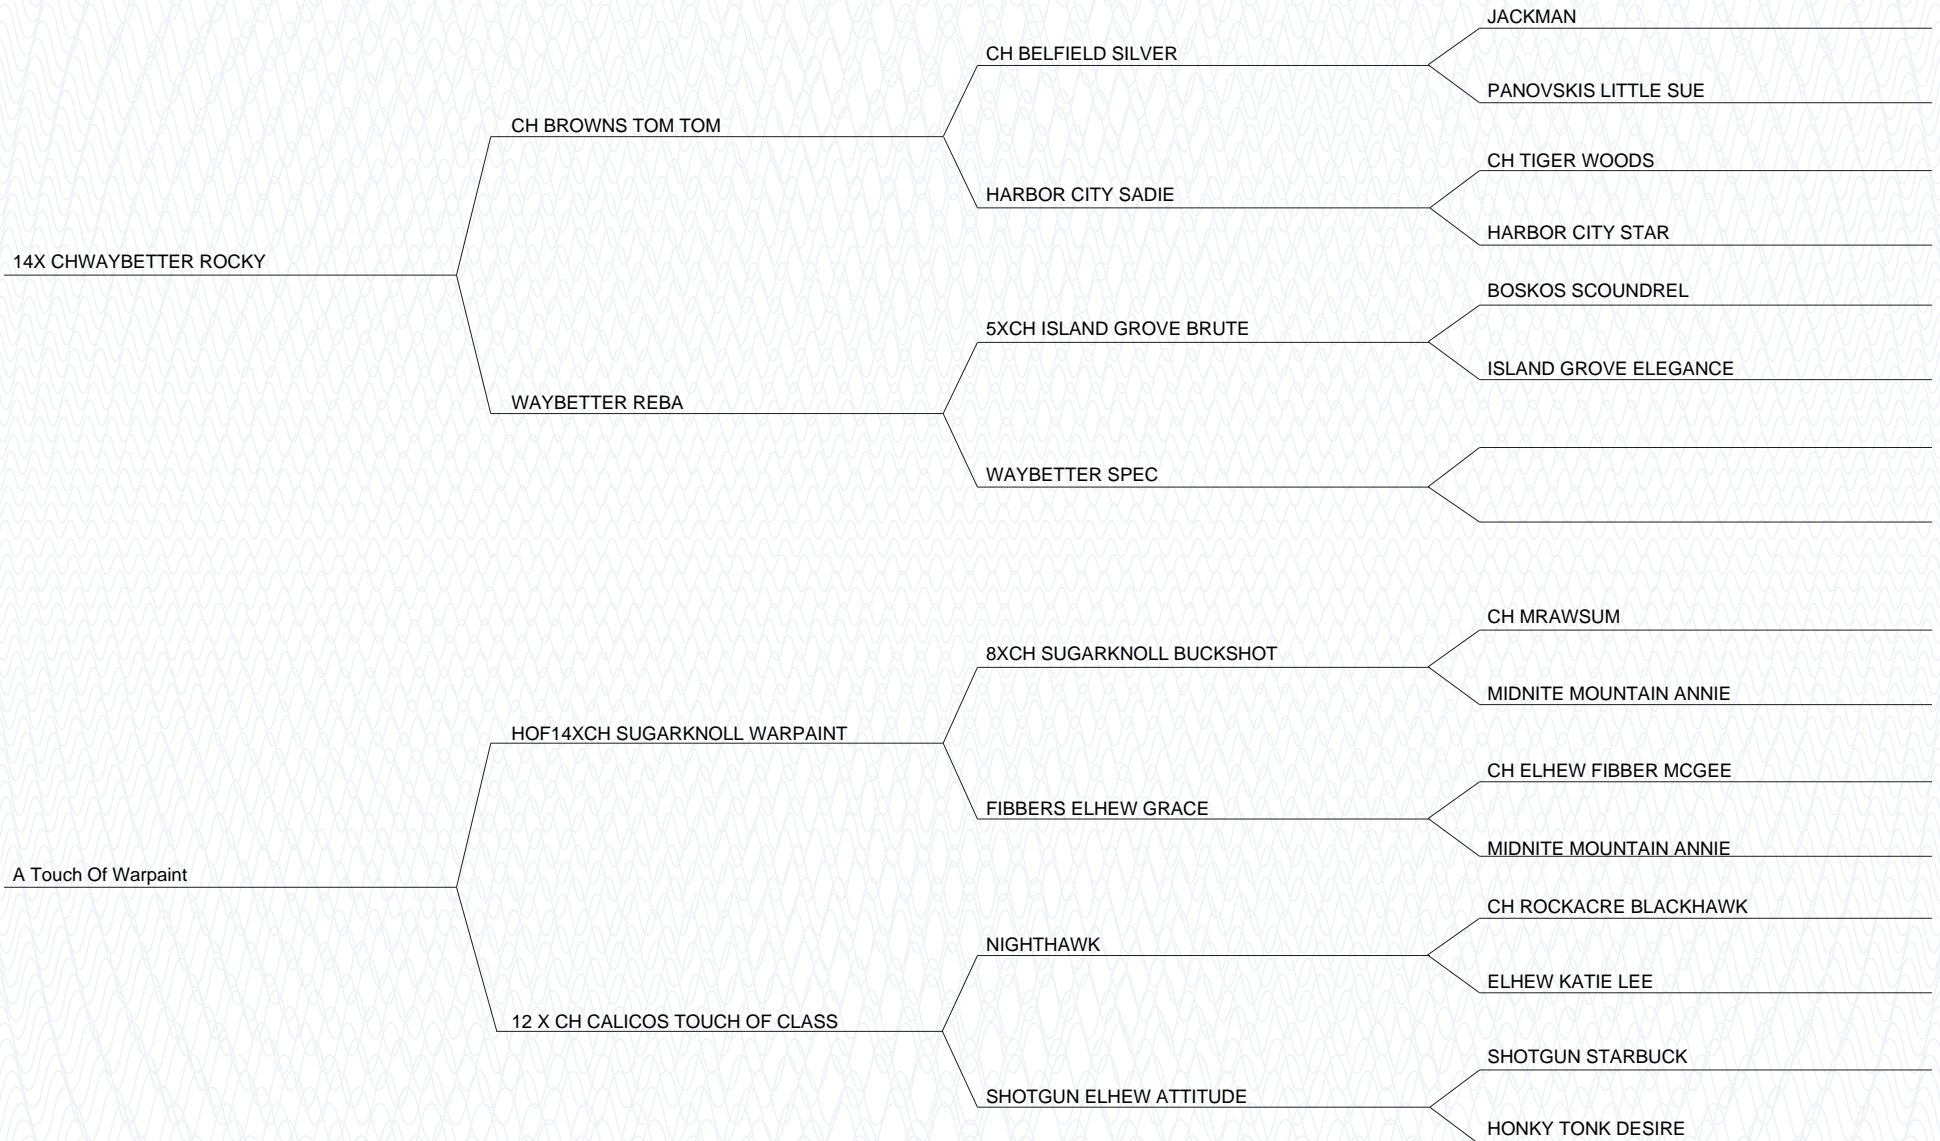 JACKMAN
CH BELFIELD SILVER
PANOVSKIS LITTLE SUE
CH BROWNS TOM TOM
CH TIGER WOODS
HARBOR CITY SADIE
HARBOR CITY STAR
14X CHWAYBETTER ROCKY
BOSKOS SCOUNDREL
5XCH ISLAND GROVE BRUTE
ISLAND GROVE ELEGANCE
WAYBETTER REBA
WAYBETTER SPEC
CH MRAWSUM
8XCH SUGARKNOLL BUCKSHOT
MIDNITE MOUNTAIN ANNIE
HOF14XCH SUGARKNOLL WARPAINT
CH ELHEW FIBBER MCGEE
FIBBERS ELHEW GRACE
MIDNITE MOUNTAIN ANNIE
A Touch Of Warpaint
CH ROCKACRE BLACKHAWK
NIGHTHAWK
ELHEW KATIE LEE
12 X CH CALICOS TOUCH OF CLASS
SHOTGUN STARBUCK
SHOTGUN ELHEW ATTITUDE
HONKY TONK DESIRE